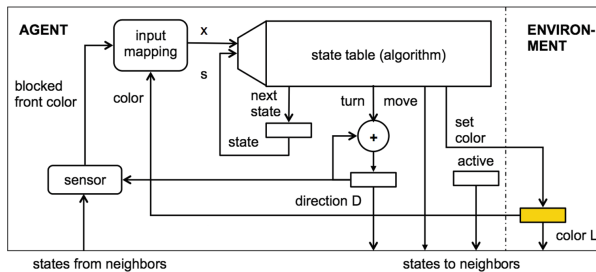 AGENT
ENVIRON-
MENT
input
mapping
x
s
state table (algorithm)
blocked
front color
color
next
state
turn
move
set
color
state
+
active
sensor
direction D
color L
states from neighbors
states to neighbors